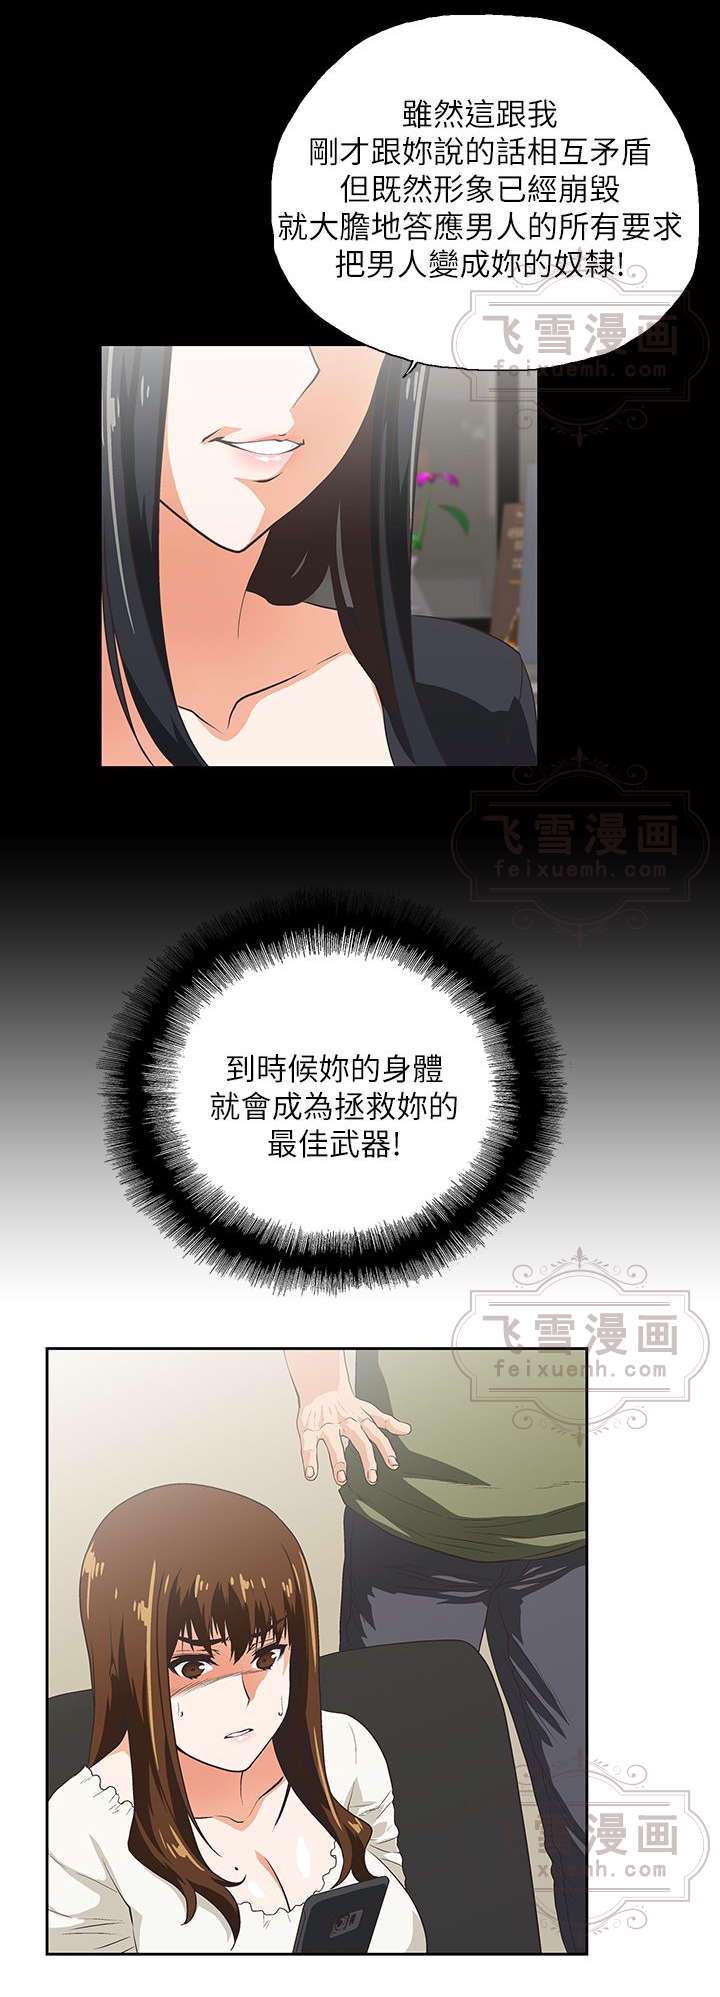 雖然這跟我
剛才跟妳說的話相互矛盾
但既然形象已經崩毀
就大膽地答應男人的所有要求
把男人變成妳的奴隸!
飞雪漫画
feixuemh.com
飞雪漫画
feixuemh.com
到時候妳的身體
就會成為拯救妳的
最佳武器!
飞雪漫画
feixuemh.com
飞雪漫画
feixuemh.com